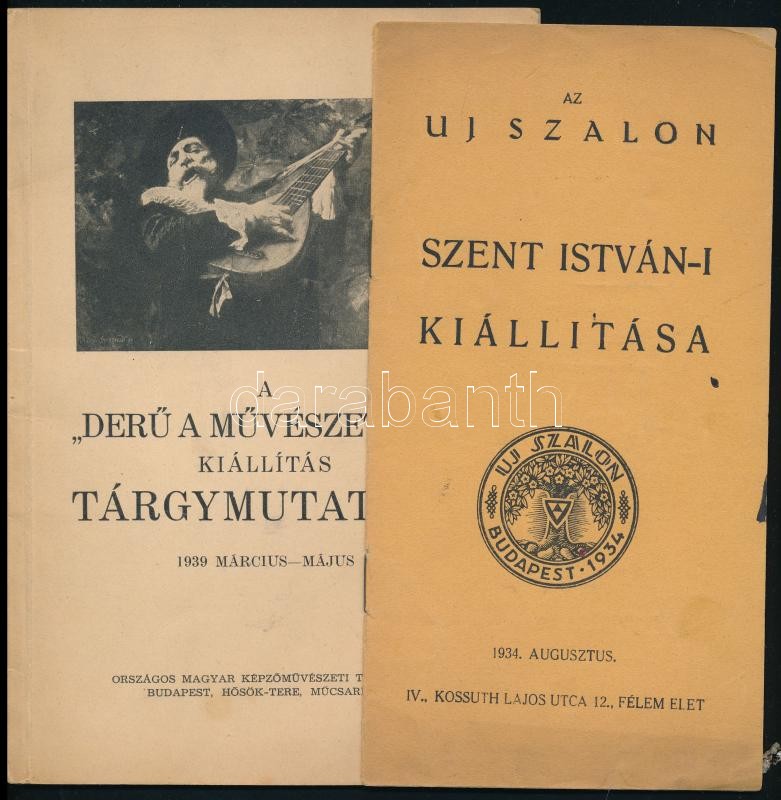 A
„DERŰ A MŰVÉSZE
KIÁLLÍTÁS
TÁRGYMUTAT
1939 MÁRCIUS—MÁJUS
ORSZÁGOS MAGYAR KÉPZŐMŰVÉSZETI T
BUDAPEST, HŐSÖK-TERE, MŰCSAR
AZ
UJ SZALON
SZENT ISTVÁN-I
KIÁLLITÁSA
UJ SZALON
BUDAPEST · 1934
1934. AUGUSZTUS.
IV., KOSSUTH LAJOS UTCA 12., FÉLEM ELET
darabanth